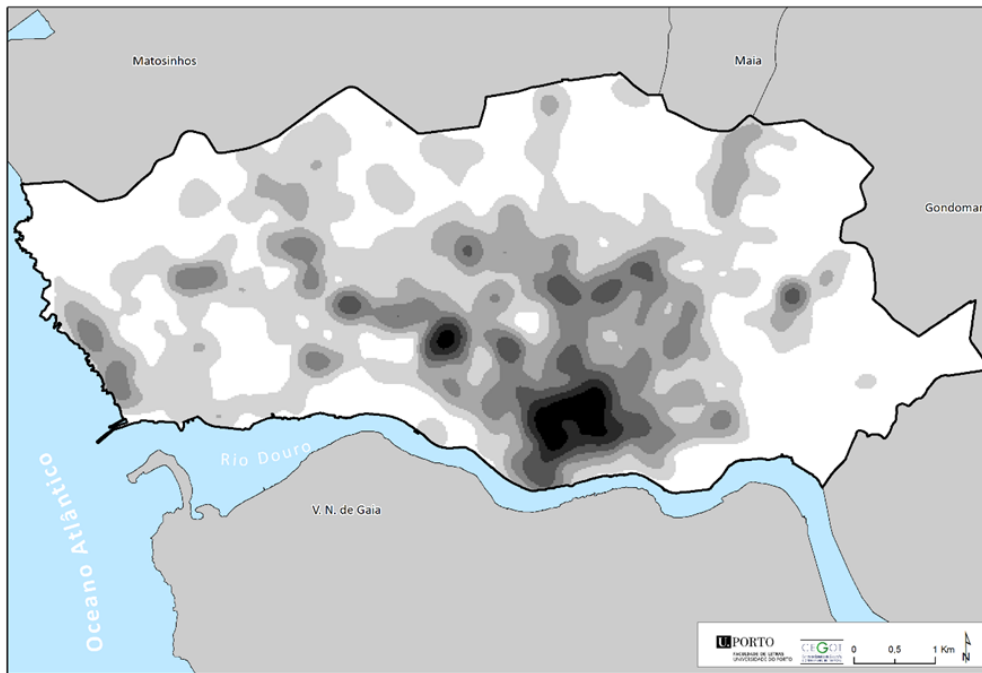 Matosinhos
Maia
Gondomar
Rio Douro
V. N. de Gaia
Oceano Atlântico
U. PORTO
FACULDADE DE LETRAS
UNIVERSIDADE DO PORTO
CEGOT
0 0,5 1 Km
N